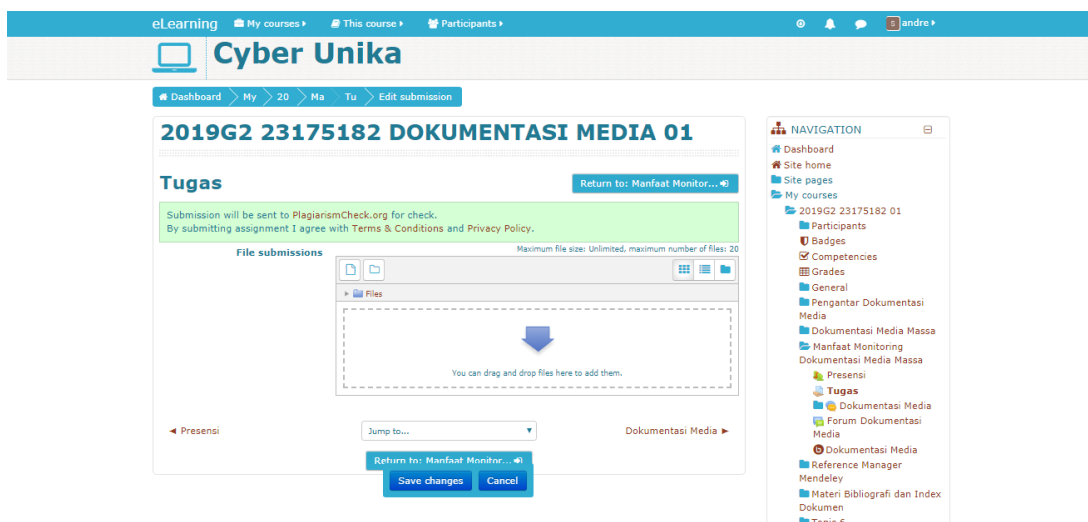 eLearning My courses This course Participants andre
Cyber Unika
Dashboard My 20 Ma Tu Edit submission
2019G2 23175182 DOKUMENTASI MEDIA 01
Tugas
Return to: Manfaat Monitor...
Submission will be sent to PlagiarismCheck.org for check.
By submitting assignment I agree with Terms & Conditions and Privacy Policy.
File submissions
Maximum file size: Unlimited, maximum number of files: 20
Files
You can drag and drop files here to add them.
Presensi
Jump to...
Dokumentasi Media
Return to: Manfaat Monitor...
Save changes Cancel
NAVIGATION
Dashboard
Site home
Site pages
My courses
2019G2 23175182 01
Participants
Badges
Competencies
Grades
General
Pengantar Dokumentasi
Media
Dokumentasi Media Massa
Manfaat Monitoring
Dokumentasi Media Massa
Presensi
Tugas
Dokumentasi Media
Forum Dokumentasi
Media
Dokumentasi Media
Reference Manager
Mendeley
Materi Bibliografi dan Index
Dokumen
Topic 6